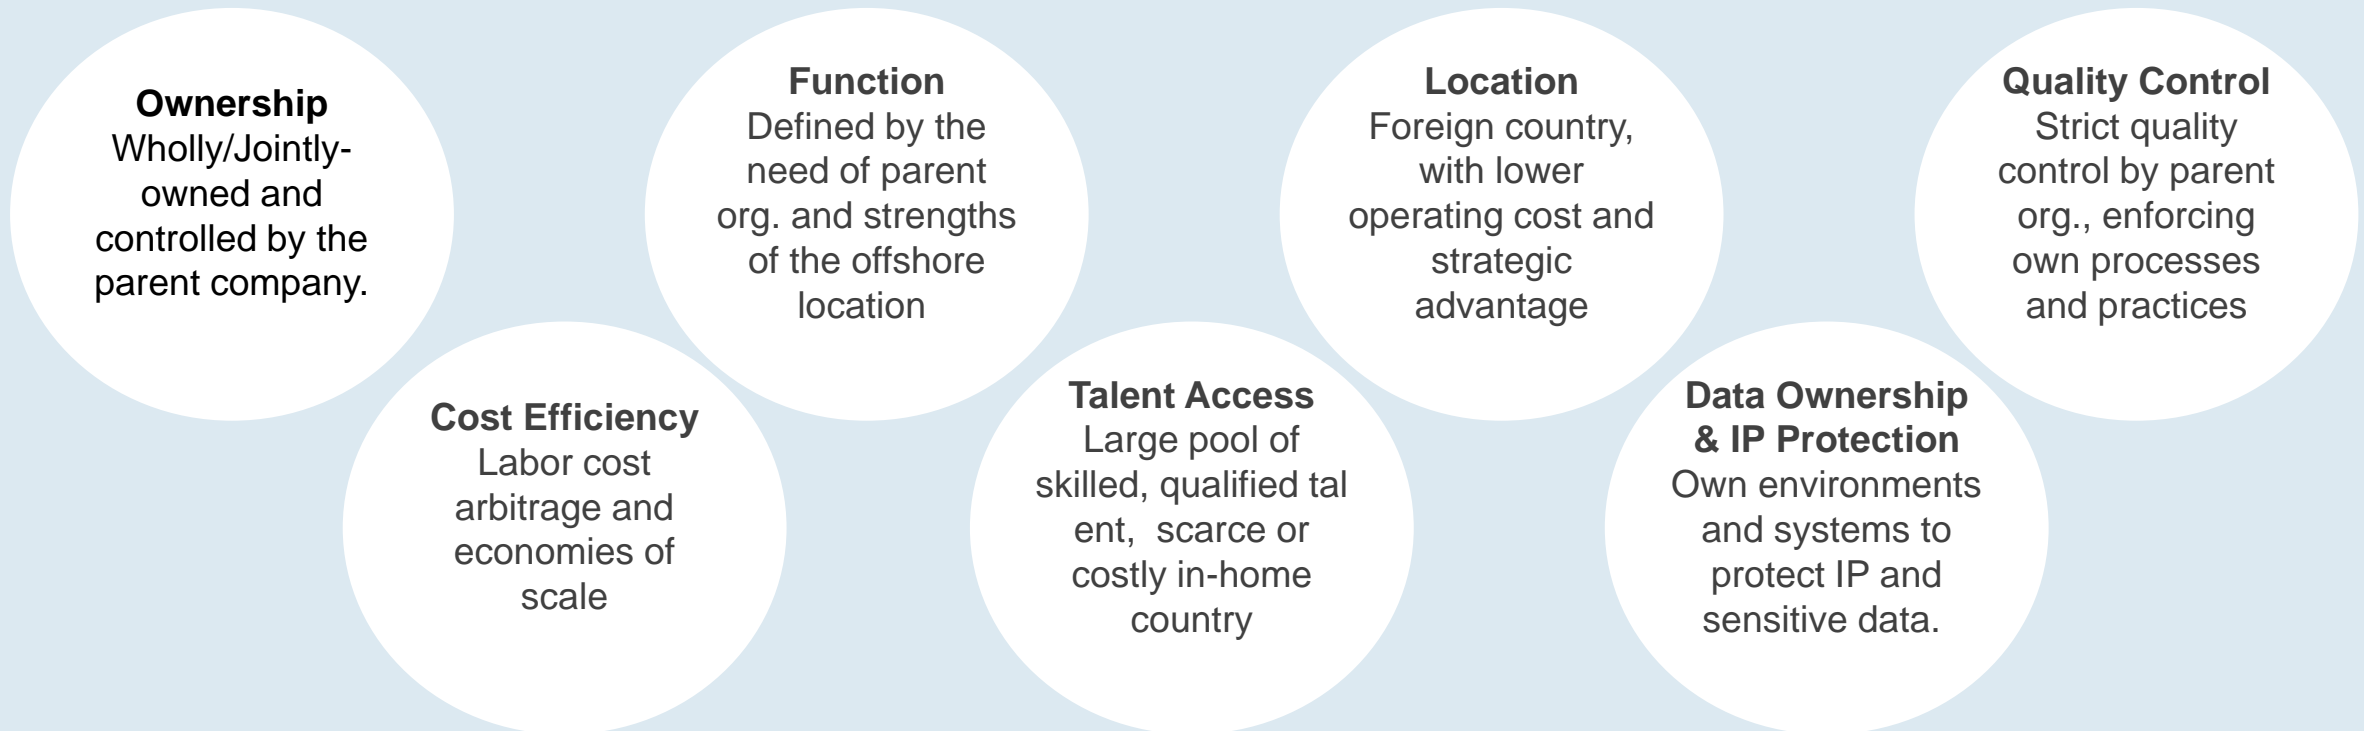 Ownership
Wholly/Jointly-
owned and
controlled by the
parent company.
Cost Efficiency
Labor cost
arbitrage and
economies of
scale
Function
Defined by the
need of parent
org. and strengths
of the offshore
location
Talent Access
Large pool of
skilled, qualified tal
ent,  scarce or
costly in-home
country
Location
Foreign country,
with lower
operating cost and
strategic
advantage
Data Ownership
& IP Protection
Own environments
and systems to
protect IP and
sensitive data.
Quality Control
Strict quality
control by parent
org., enforcing
own processes
and practices